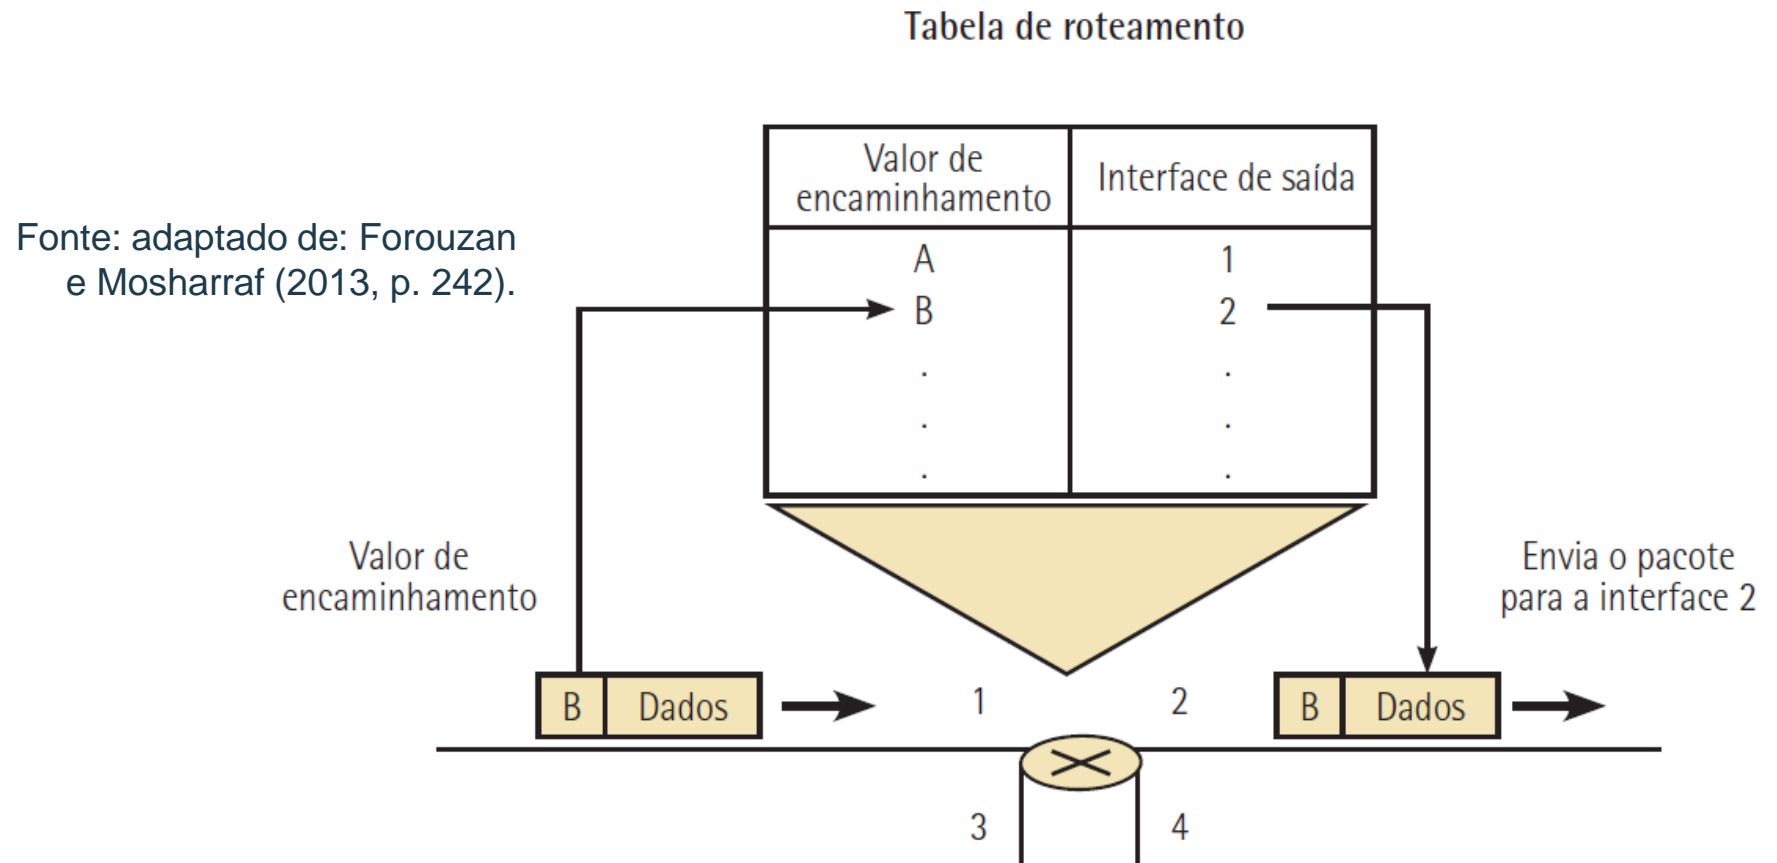 Tabela de roteamento
Fonte: adaptado de: Forouzan
e Mosharraf (2013, p. 242).
Valor de
encaminhamento
Interface de saída
A
1
B
2
.
.
.
.
.
.
Valor de
encaminhamento
Envia o pacote
para a interface 2
B
Dados
1
2
B
Dados
3
4